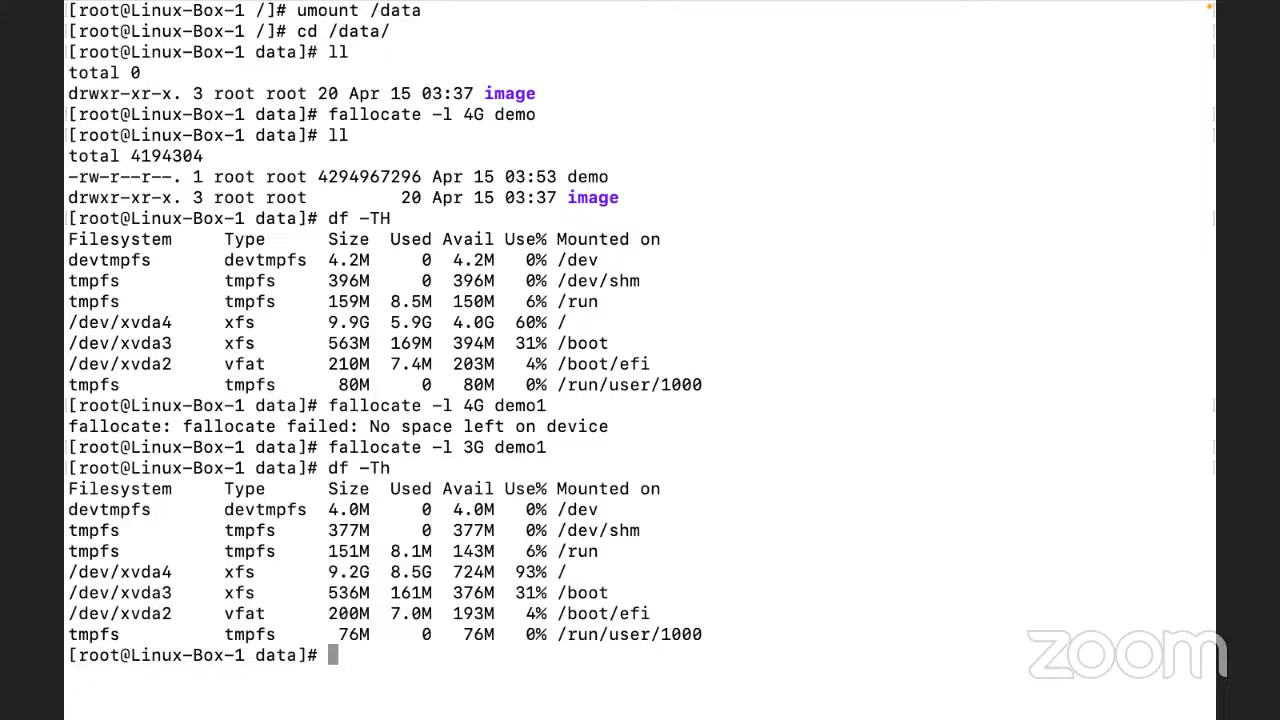 [root@Linux-Box-1 /]# umount /data
[root@Linux-Box-1 /]# cd /data/
[root@Linux-Box-1 data]# ll
total 0
drwxr-xr-x. 3 root root 20 Apr 15 03:37 image
[root@Linux-Box-1 data]# fallocate -l 4G demo
[root@Linux-Box-1 data]# ll
total 4194304
-rw-r--r--. 1 root root 4294967296 Apr 15 03:53 demo
drwxr-xr-x. 3 root root         20 Apr 15 03:37 image
[root@Linux-Box-1 data]# df -TH
Filesystem     Type      Size  Used Avail Use% Mounted on
devtmpfs       devtmpfs  4.2M     0  4.2M   0% /dev
tmpfs          tmpfs     396M     0  396M   0% /dev/shm
tmpfs          tmpfs     159M  8.5M  150M   6% /run
/dev/xvda4     xfs       9.9G  5.9G  4.0G  60% /
/dev/xvda3     xfs       563M  169M  394M  31% /boot
/dev/xvda2     vfat      210M  7.4M  203M   4% /boot/efi
tmpfs          tmpfs      80M     0   80M   0% /run/user/1000
[root@Linux-Box-1 data]# fallocate -l 4G demo1
fallocate: fallocate failed: No space left on device
[root@Linux-Box-1 data]# fallocate -l 3G demo1
[root@Linux-Box-1 data]# df -Th
Filesystem     Type      Size  Used Avail Use% Mounted on
devtmpfs       devtmpfs  4.0M     0  4.0M   0% /dev
tmpfs          tmpfs     377M     0  377M   0% /dev/shm
tmpfs          tmpfs     151M  8.1M  143M   6% /run
/dev/xvda4     xfs       9.2G  8.5G  724M  93% /
/dev/xvda3     xfs       536M  161M  376M  31% /boot
/dev/xvda2     vfat      200M  7.0M  193M   4% /boot/efi
tmpfs          tmpfs      76M     0   76M   0% /run/user/1000
[root@Linux-Box-1 data]#
zoom